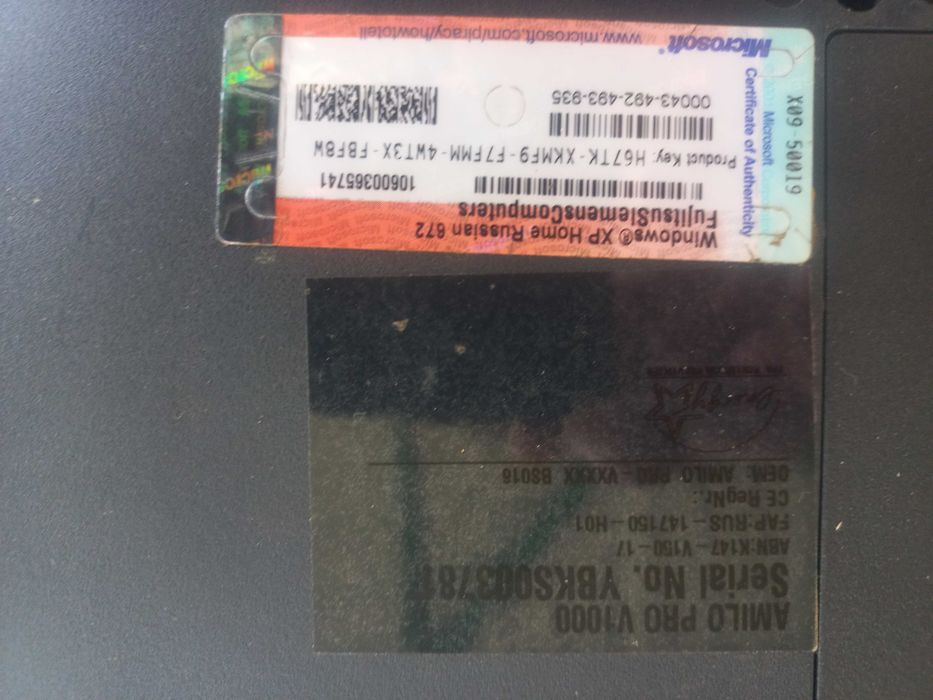 Windows® XP Home Russian 672
FujitsuSiemensComputers
10600365741
Product Key: H67TK-XKMF9-F7FMM-4WT3X-FBF8W
00043-492-493-935
Microsoft®
www.microsoft.com/piracy/howtotell
Certificate of Authenticity
X09-50019
AMILO PRO V1000
Serial No. YBKS003781
ABN:K147-V150-17
FAP:RUS-147150-H01
CE RegNr.:
OEM: AMILO PRO-VXXXX BS016